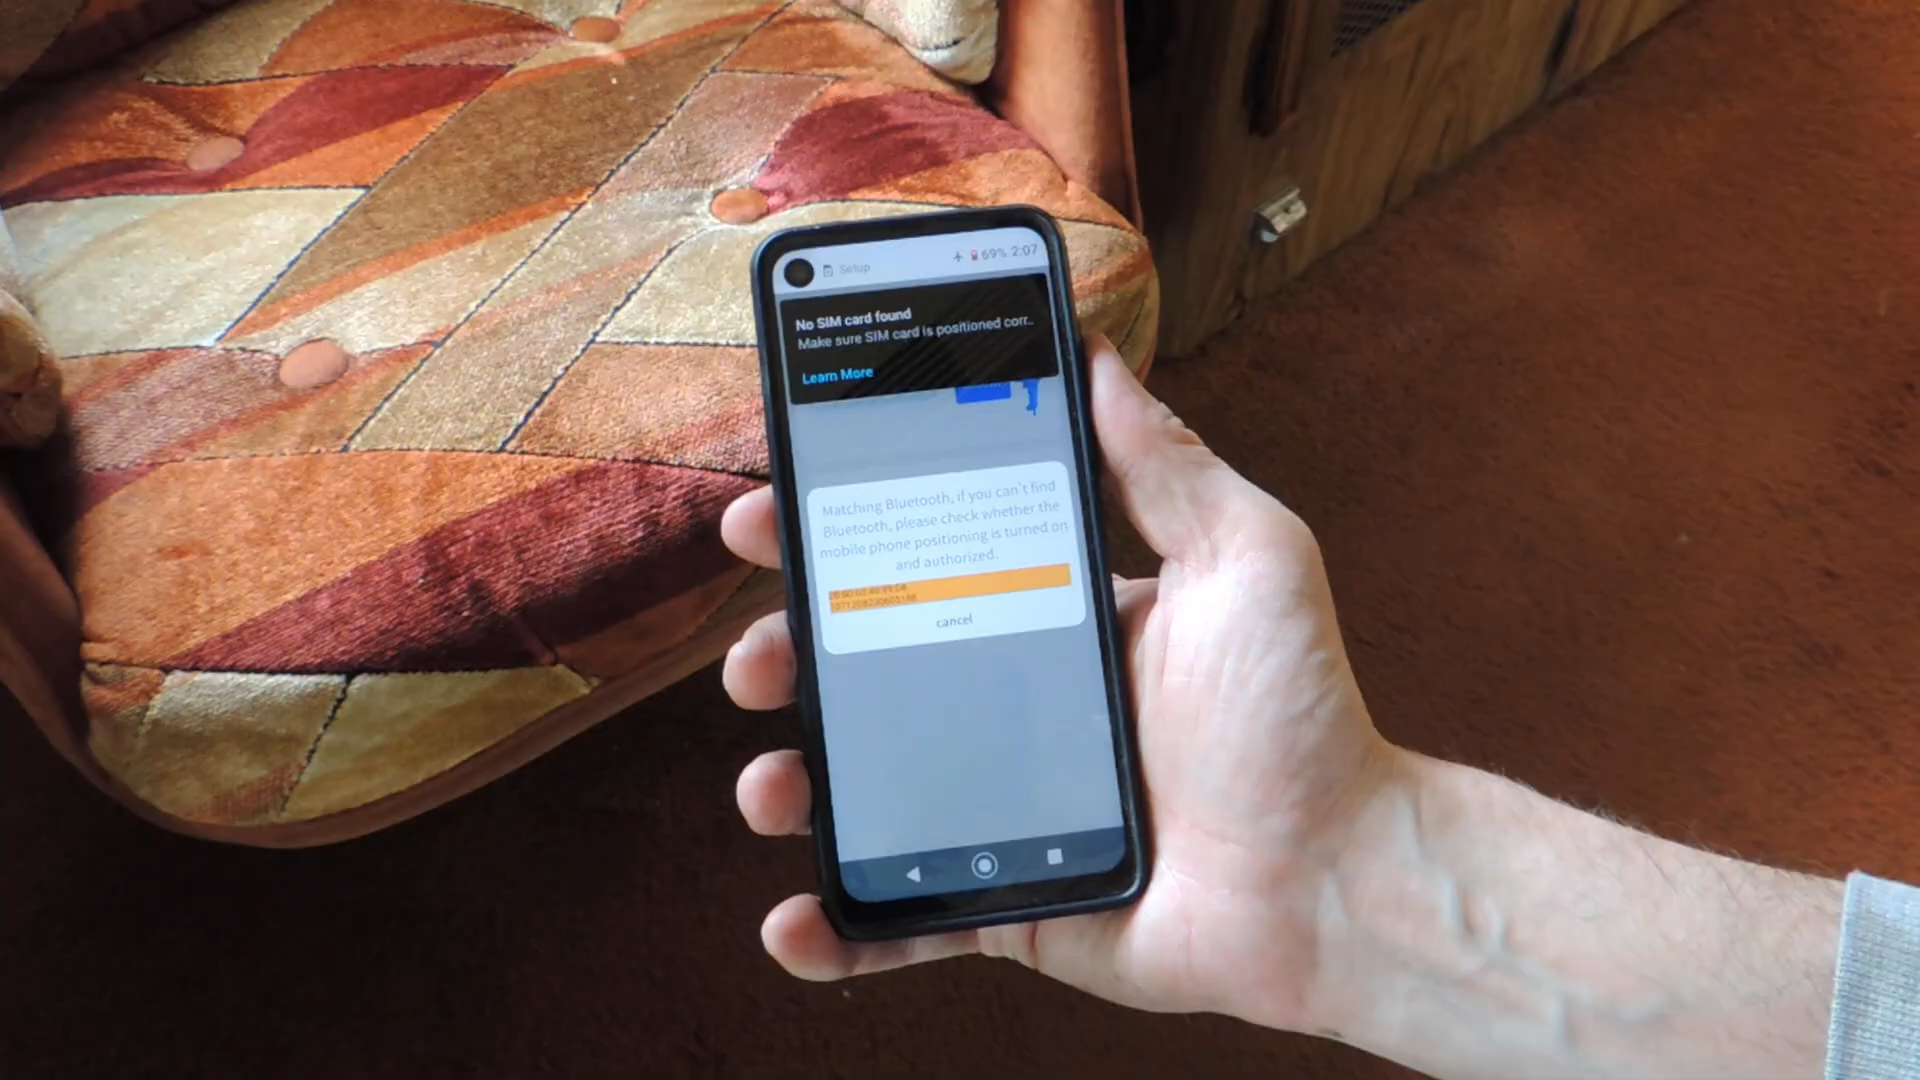 Setup
69% 2:07
No SIM card found
Make sure SIM card is positioned corr..
Learn More
Matching Bluetooth, if you can`t find
Bluetooth, please check whether the
mobile phone positioning is turned on
and authorized.
cancel